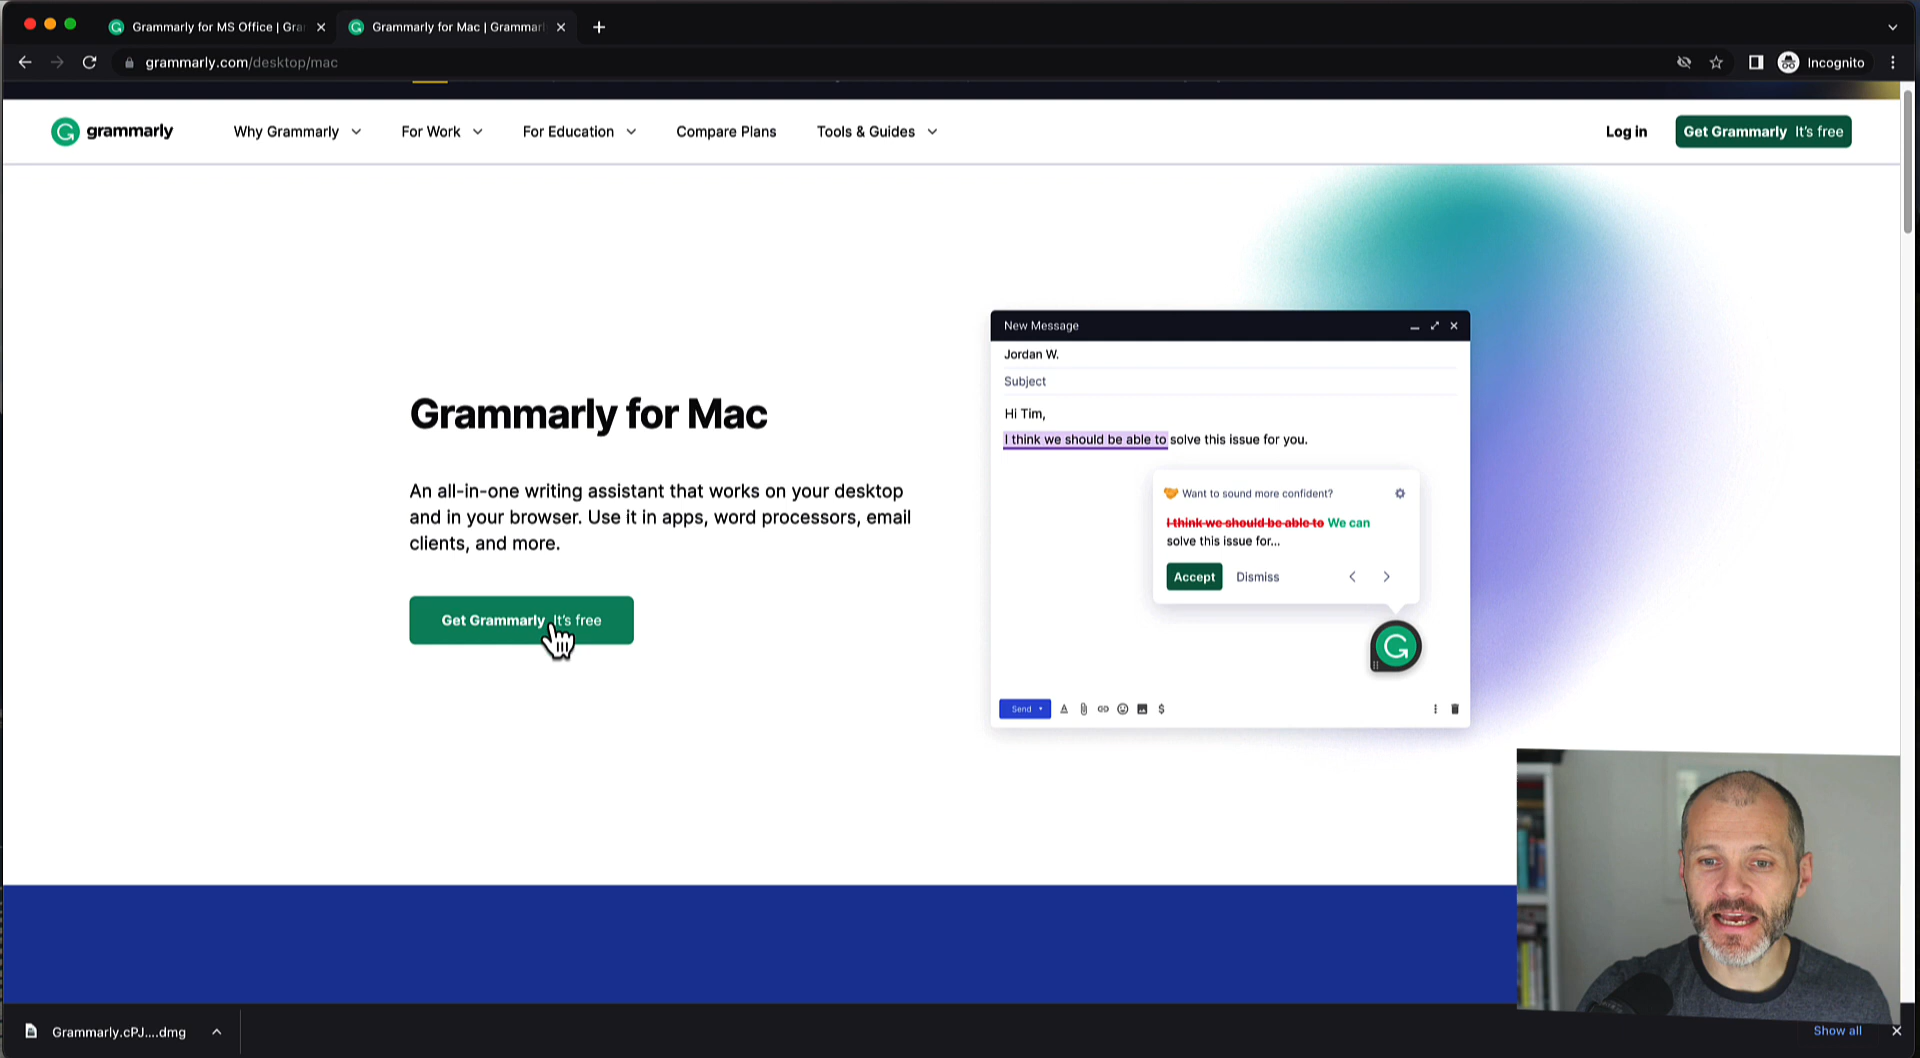 Grammarly for MS Office | Gra
Grammarly for Mac | Grammarl
grammarly.com/desktop/mac
Incognito
grammarly
Why Grammarly
For Work
For Education
Compare Plans
Tools & Guides
Log in
Get Grammarly It's free
Grammarly for Mac
An all-in-one writing assistant that works on your desktop
and in your browser. Use it in apps, word processors, email
clients, and more.
Get Grammarly It's free
New Message
Jordan W.
Subject
Hi Tim,
I think we should be able to solve this issue for you.
Want to sound more confident?
I think we should be able to We can
solve this issue for...
Accept Dismiss
Send
Grammarly.cPJ....dmg
Show all